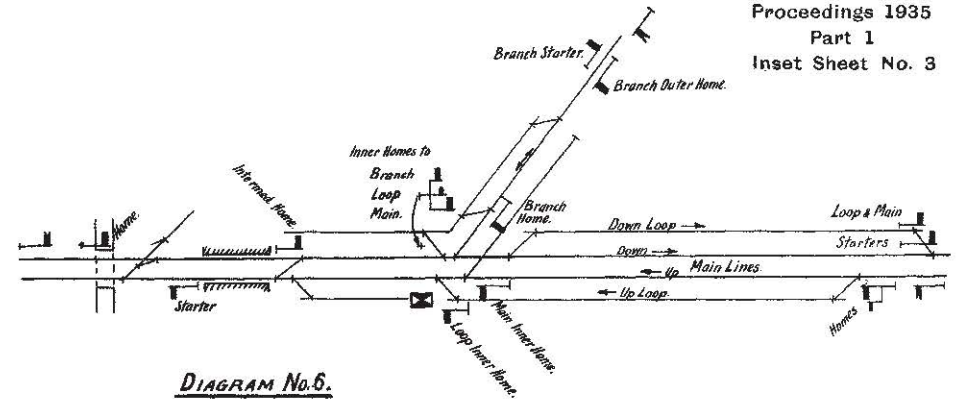 Proceedings 1935
Part 1
Inset Sheet No. 3
Branch Starter.
Branch Outer Home.
Inner Homes to
Branch
Loop
Main.
Intermed. Home.
Home.
Branch
Home.
Down Loop
Loop & Main
Starters
Down
Up Main Lines
Up Loop
Starter
Loop Inner Home.
Main Inner Home.
Homes
DIAGRAM No. 6.